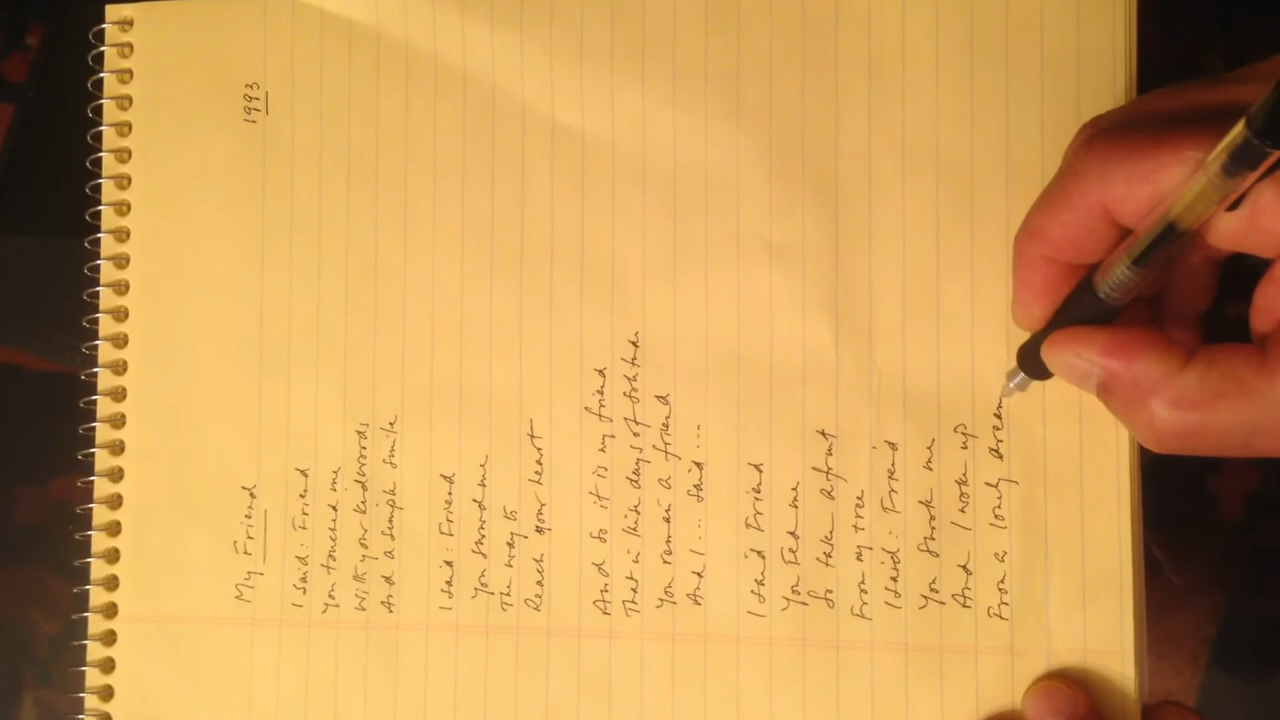 My Friend 1993
I said: Friend
You touched me
With your kind words
And a simple smile
I said: Friend
You showed me
The way to
Reach your heart
And so it is my friend
That in this days of solitude
You remain a friend
And I... said...
I said Friend
You Fed me
So take a fruit
From my tree
I said: Friend
You shook me
And I woke up
From a lonely dream